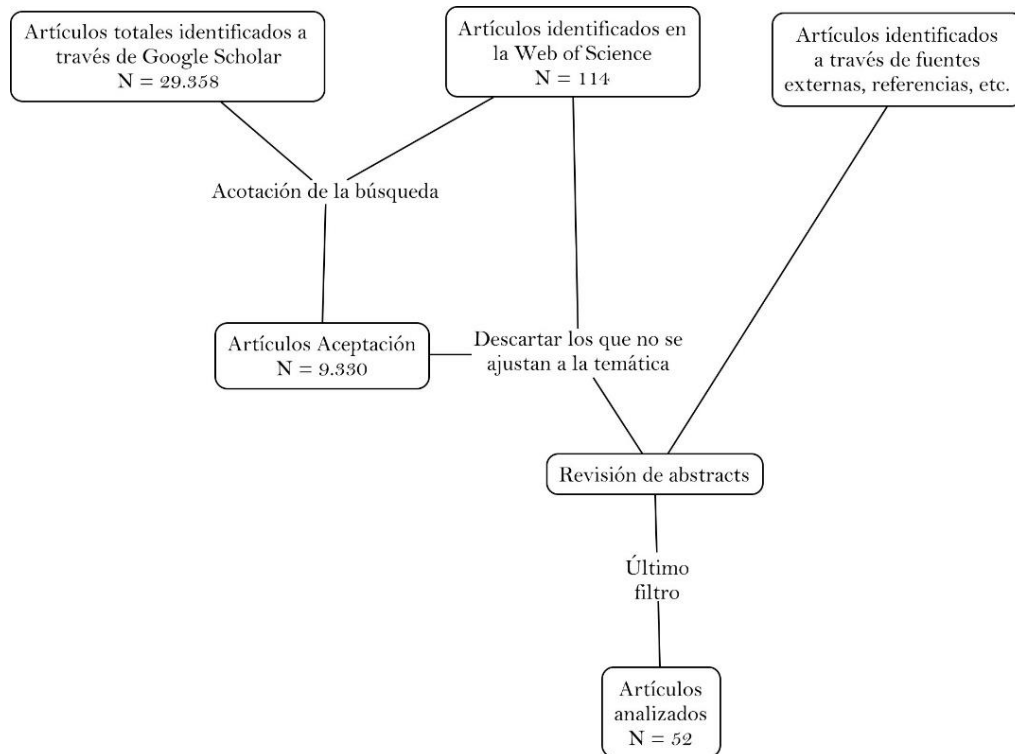 Artículos totales identificados a
través de Google Scholar
N = 29.358
Artículos identificados en
la Web of Science
N = 114
Artículos identificados
a través de fuentes
externas, referencias, etc.
Acotación de la búsqueda
Artículos Aceptación
N = 9.330
Descartar los que no se
ajustan a la temática
Revisión de abstracts
Último
filtro
Artículos
analizados
N = 52